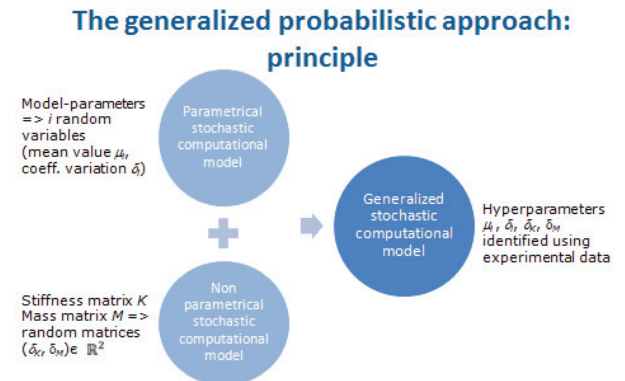 The generalized probabilistic approach:
principle
Model-parameters
=> i random
variables
(mean value μi,
coeff. variation δi)
Parametrical
stochastic
computational
model
Generalized
stochastic
computational
model
Hyperparameters
μi , δi, δK, δM
identified using
experimental data
Stiffness matrix K
Mass matrix M =>
random matrices
(δK, δM)ϵ ℝ²
Non
parametrical
stochastic
computational
model